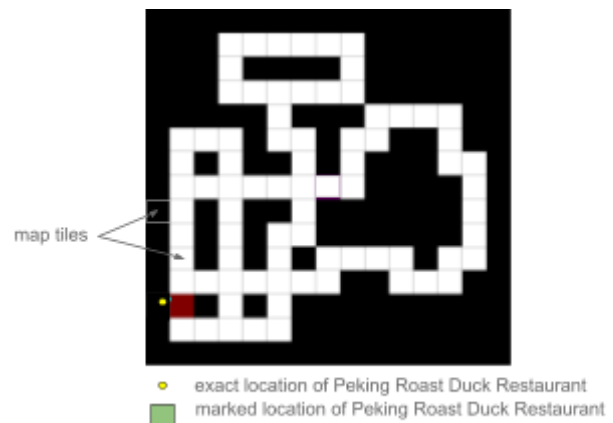 map tiles
exact location of Peking Roast Duck Restaurant
marked location of Peking Roast Duck Restaurant